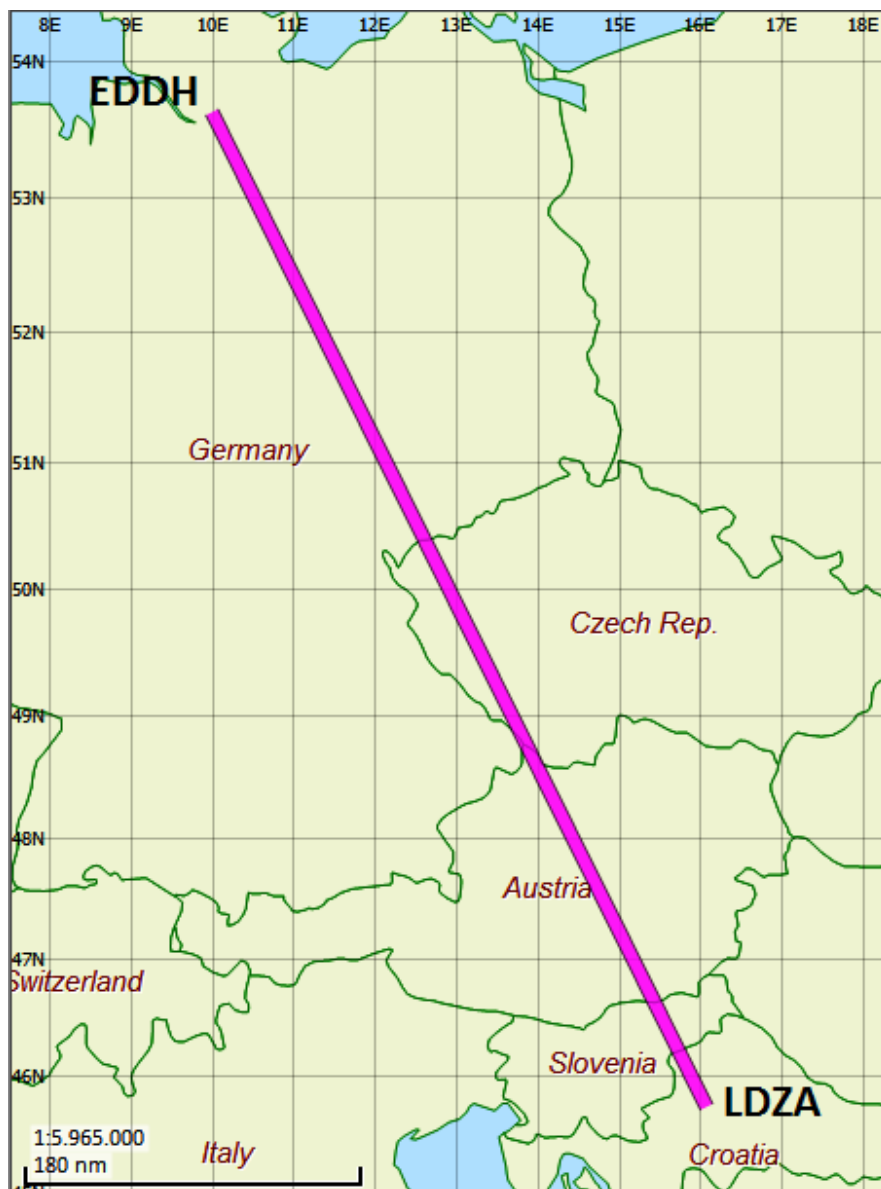 8E 9E 10E 11E 12E 13E 14E 15E 16E 17E 18E
54N
EDDH
53N
52N
Germany
51N
50N
Czech Rep.
49N
48N
Austria
47N
Switzerland
Slovenia
46N
LDZA
1:5.965.000
Italy
Croatia
180 nm